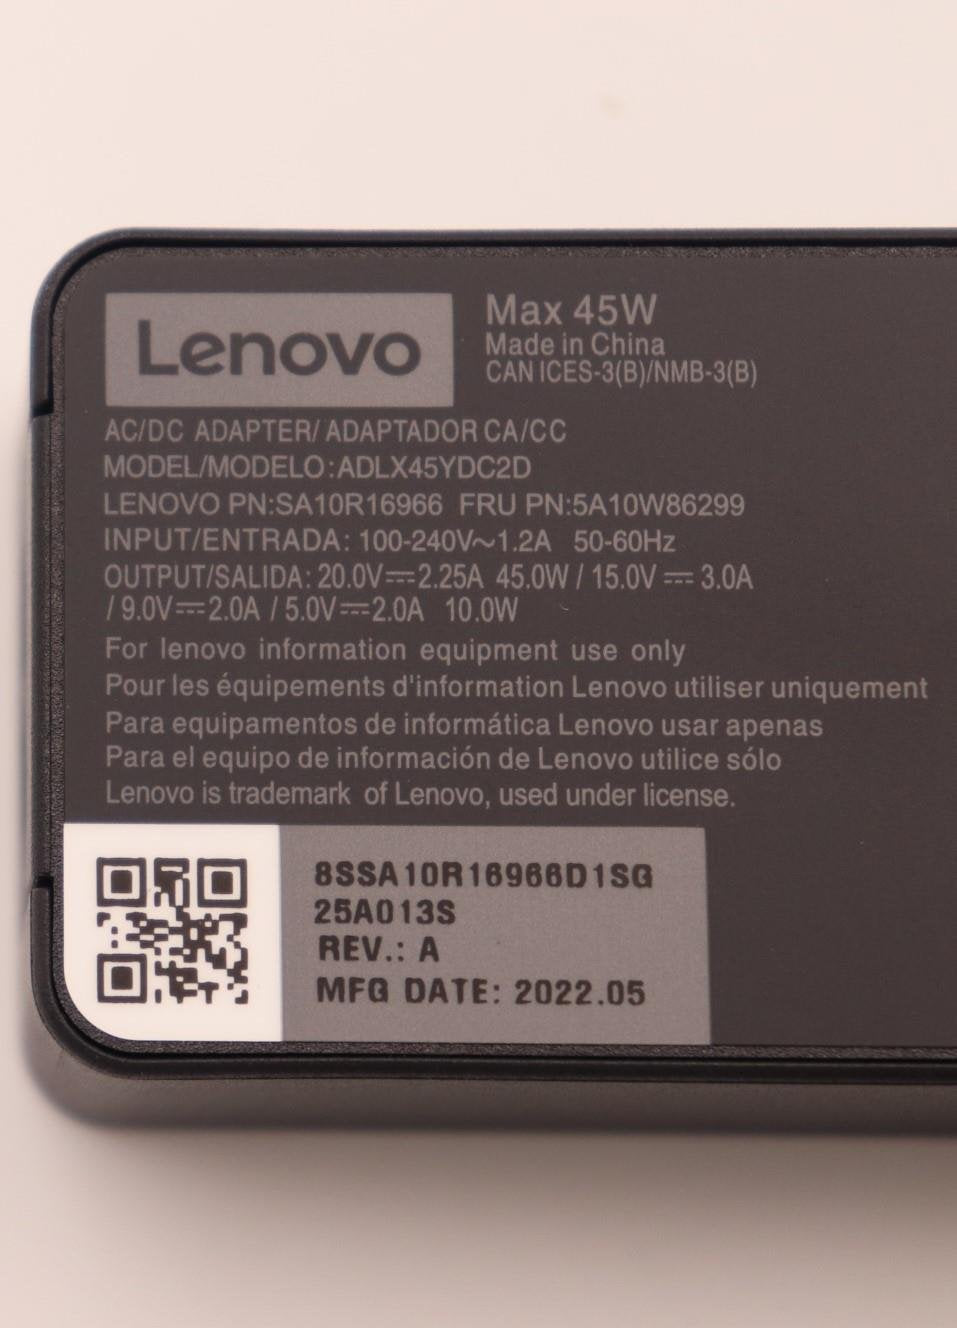 Lenovo
Max 45W
Made in China
CAN ICES-3(B)/NMB-3(B)
AC/DC ADAPTER/ ADAPTADOR CA/CC
MODEL/MODELO:ADLX45YDC2D
LENOVO PN:SA10R16966 FRU PN:5A10W86299
INPUT/ENTRADA: 100-240V~1.2A 50-60Hz
OUTPUT/SALIDA: 20.0V⎓2.25A 45.0W / 15.0V ⎓ 3.0A
/ 9.0V⎓2.0A / 5.0V⎓2.0A 10.0W
For lenovo information equipment use only
Pour les équipements d'information Lenovo utiliser uniquement
Para equipamentos de informática Lenovo usar apenas
Para el equipo de información de Lenovo utilice sólo
Lenovo is trademark of Lenovo, used under license.
8SSA10R16966D1SG
25A013S
REV.: A
MFG DATE: 2022.05